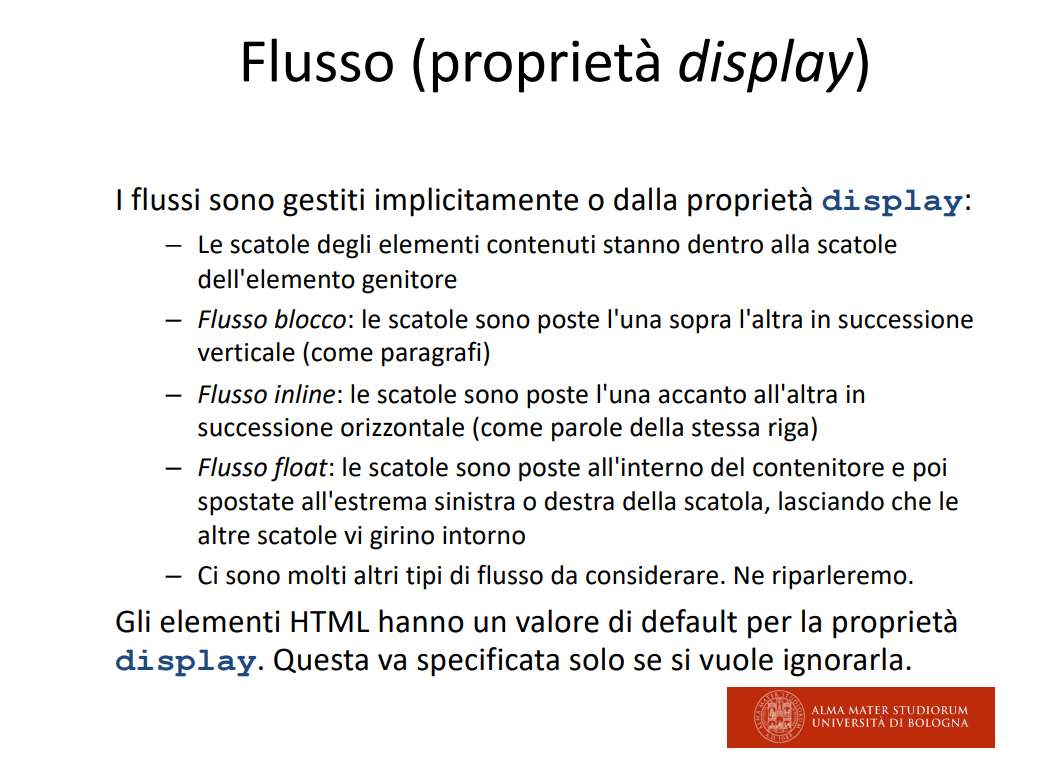 Flusso (proprietà display)
I flussi sono gestiti implicitamente o dalla proprietà display:
– Le scatole degli elementi contenuti stanno dentro alla scatole
dell'elemento genitore
– Flusso blocco: le scatole sono poste l'una sopra l'altra in successione
verticale (come paragrafi)
– Flusso inline: le scatole sono poste l'una accanto all'altra in
successione orizzontale (come parole della stessa riga)
– Flusso float: le scatole sono poste all'interno del contenitore e poi
spostate all'estrema sinistra o destra della scatola, lasciando che le
altre scatole vi girino intorno
– Ci sono molti altri tipi di flusso da considerare. Ne riparleremo.
Gli elementi HTML hanno un valore di default per la proprietà
display. Questa va specificata solo se si vuole ignorarla.
ALMA MATER STUDIORUM
UNIVERSITÀ DI BOLOGNA